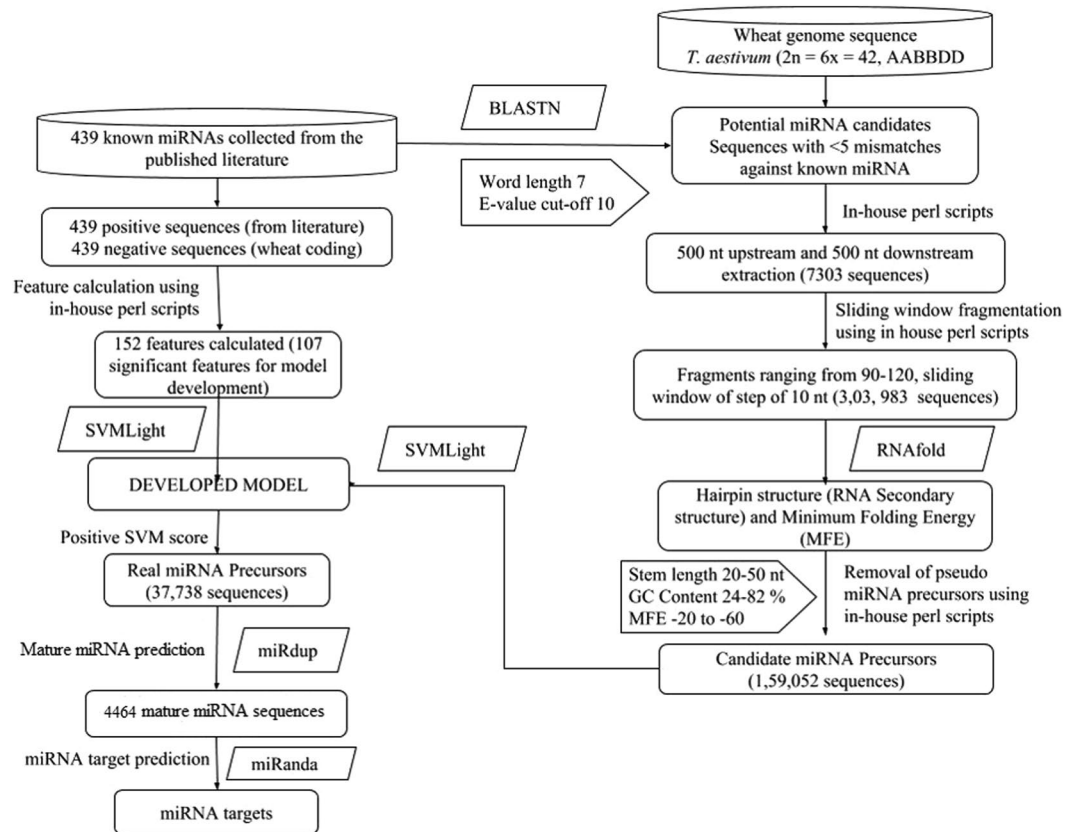 Wheat genome sequence
T. aestivum (2n = 6x = 42, AABBDD
BLASTN
439 known miRNAs collected from the
published literature
Potential miRNA candidates
Sequences with <5 mismatches
against known miRNA
Word length 7
E-value cut-off 10
In-house perl scripts
439 positive sequences (from literature)
439 negative sequences (wheat coding)
500 nt upstream and 500 nt downstream
extraction (7303 sequences)
Feature calculation using
in-house perl scripts
Sliding window fragmentation
using in house perl scripts
152 features calculated (107
significant features for model
development)
Fragments ranging from 90-120, sliding
window of step of 10 nt (3,03, 983 sequences)
SVMLight
SVMLight
RNAfold
DEVELOPED MODEL
Hairpin structure (RNA Secondary
structure) and Minimum Folding Energy
(MFE)
Positive SVM score
Real miRNA Precursors
(37,738 sequences)
Stem length 20-50 nt
GC Content 24-82 %
MFE -20 to -60
Removal of pseudo
miRNA precursors using
in-house perl scripts
Mature miRNA prediction
miRdup
Candidate miRNA Precursors
(1,59,052 sequences)
4464 mature miRNA sequences
miRNA target prediction
miRanda
miRNA targets